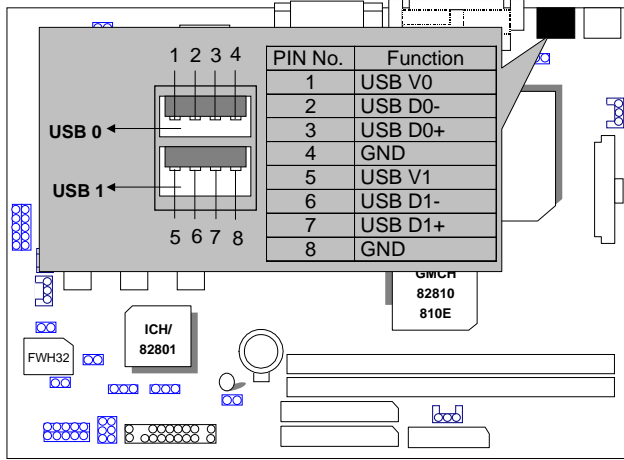 1 2 3 4
USB 0
USB 1
5 6 7 8
PIN No. Function
1 USB V0
2 USB D0-
3 USB D0+
4 GND
5 USB V1
6 USB D1-
7 USB D1+
8 GND
GMCH
82810
810E
ICH/
82801
FWH32